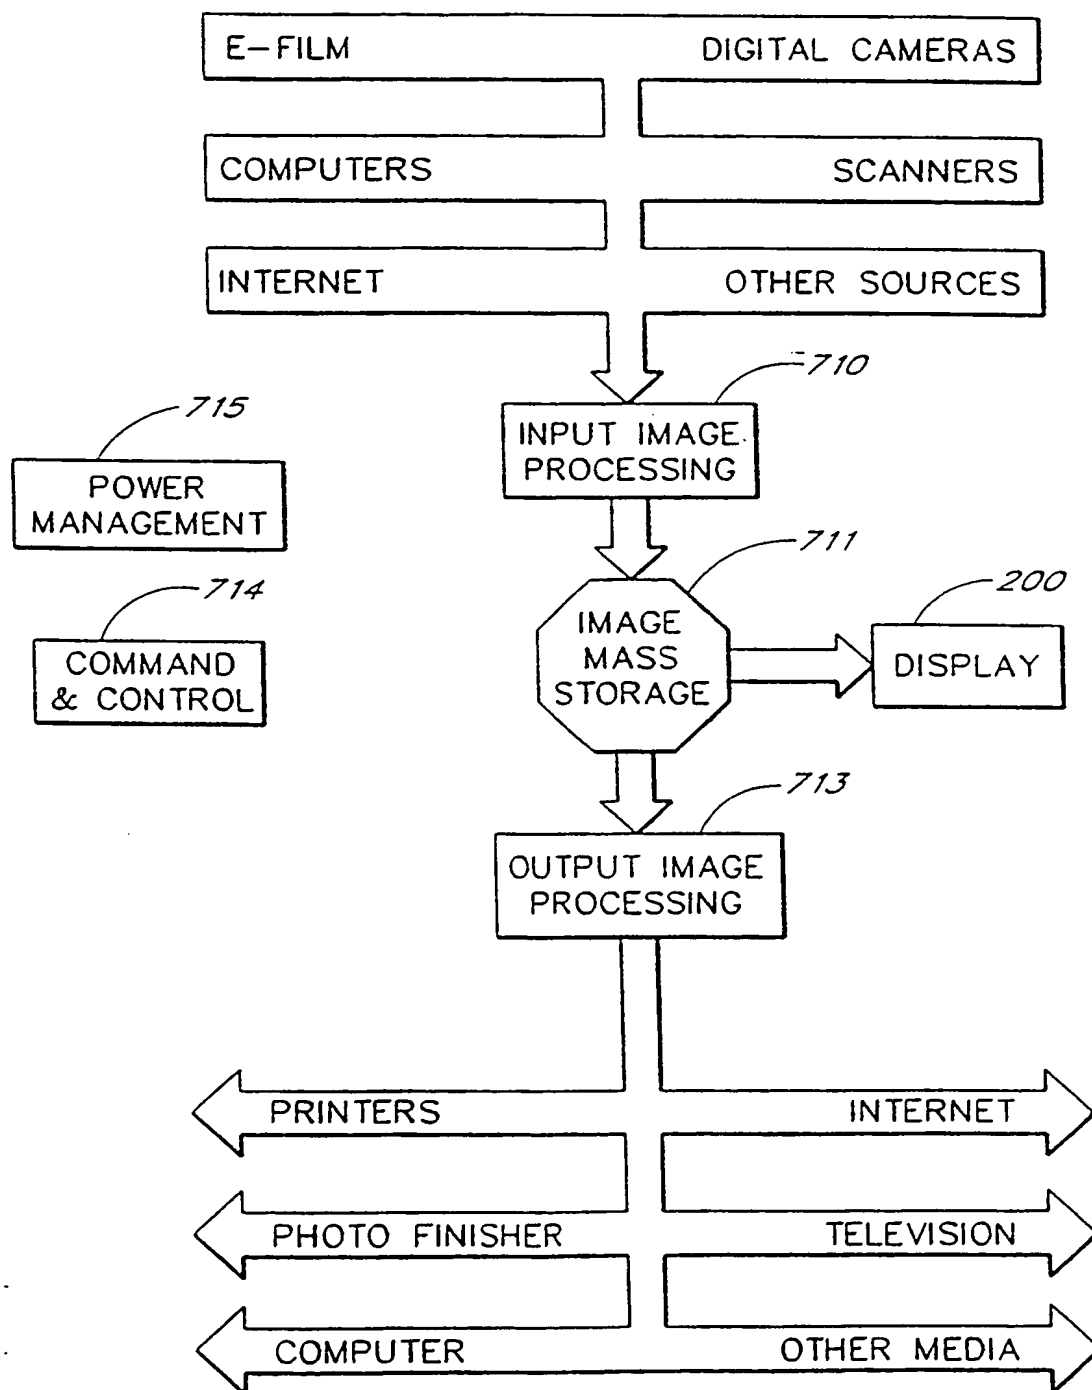 E-FILM DIGITAL CAMERAS
COMPUTERS SCANNERS
INTERNET OTHER SOURCES
710
INPUT IMAGE
PROCESSING
715
POWER
MANAGEMENT
711
IMAGE
MASS
STORAGE
200
DISPLAY
714
COMMAND
& CONTROL
713
OUTPUT IMAGE
PROCESSING
PRINTERS INTERNET
PHOTO FINISHER TELEVISION
COMPUTER OTHER MEDIA